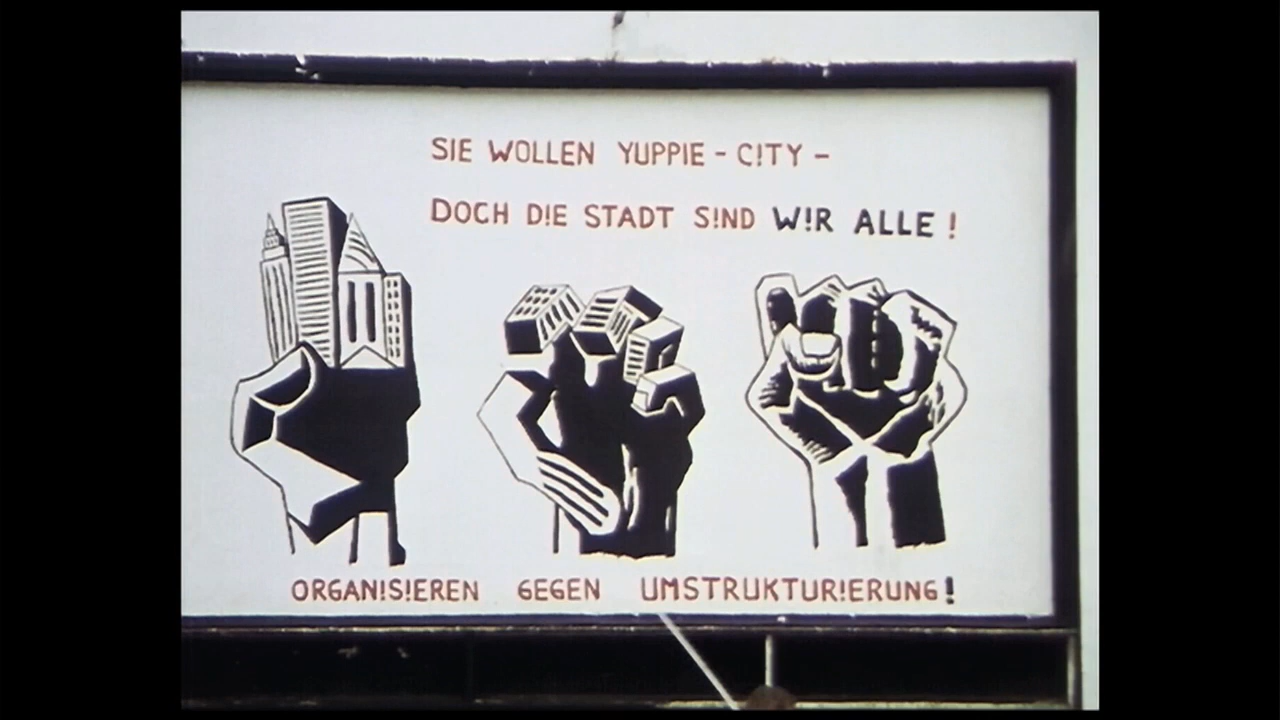 SIE WOLLEN YUPPIE - C!TY -
DOCH D!E STADT S!ND W!R ALLE !
ORGAN!S!EREN GEGEN UMSTRUKTUR!ERUNG!